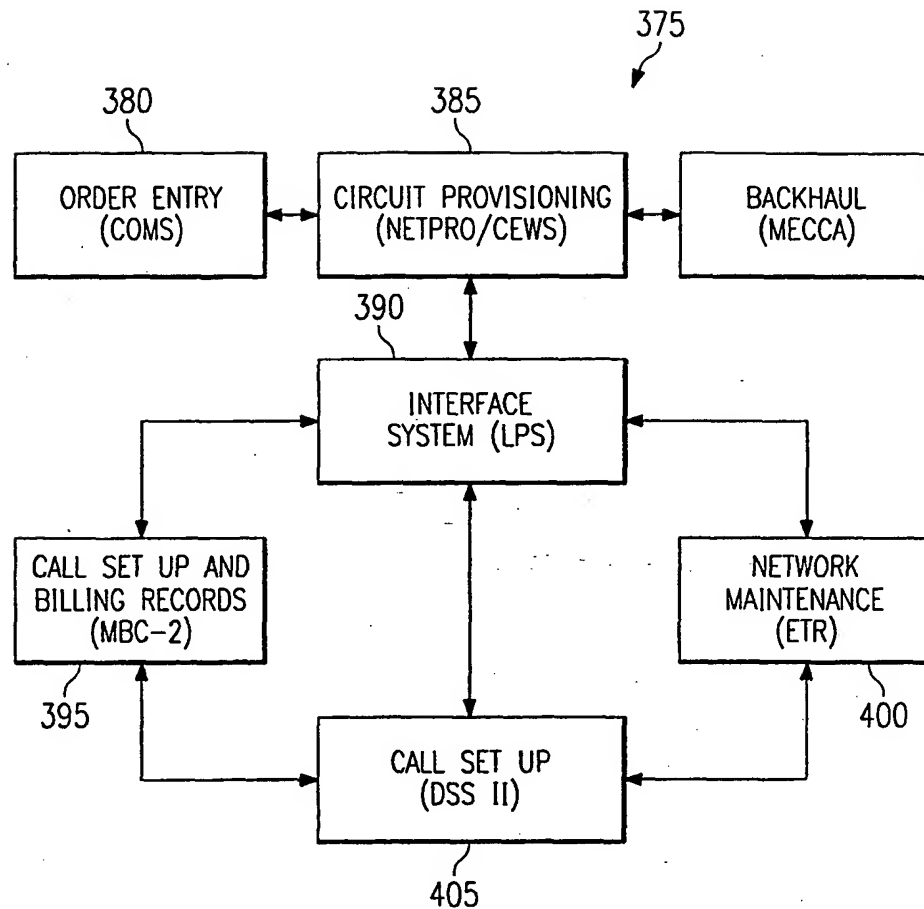 375
380
385
ORDER ENTRY
(COMS)
CIRCUIT PROVISIONING
(NETPRO/CEWS)
BACKHAUL
(MECCA)
390
INTERFACE
SYSTEM (LPS)
CALL SET UP AND
BILLING RECORDS
(MBC-2)
NETWORK
MAINTENANCE
(ETR)
395
400
CALL SET UP
(DSS II)
405